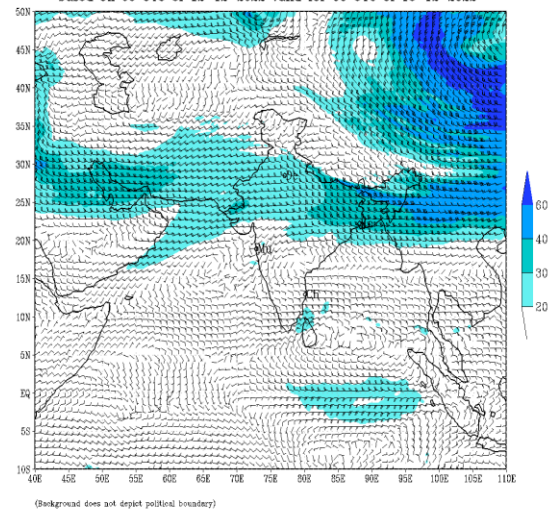 50N
45N
40N
35N
30N
25N
20N
15N
10N
5N
EQ
5S
10S
40E 45E 50E 55E 60E 65E 70E 75E 80E 85E 90E 95E 100E 105E 110E
60
40
30
20
(Background does not depict political boundary)